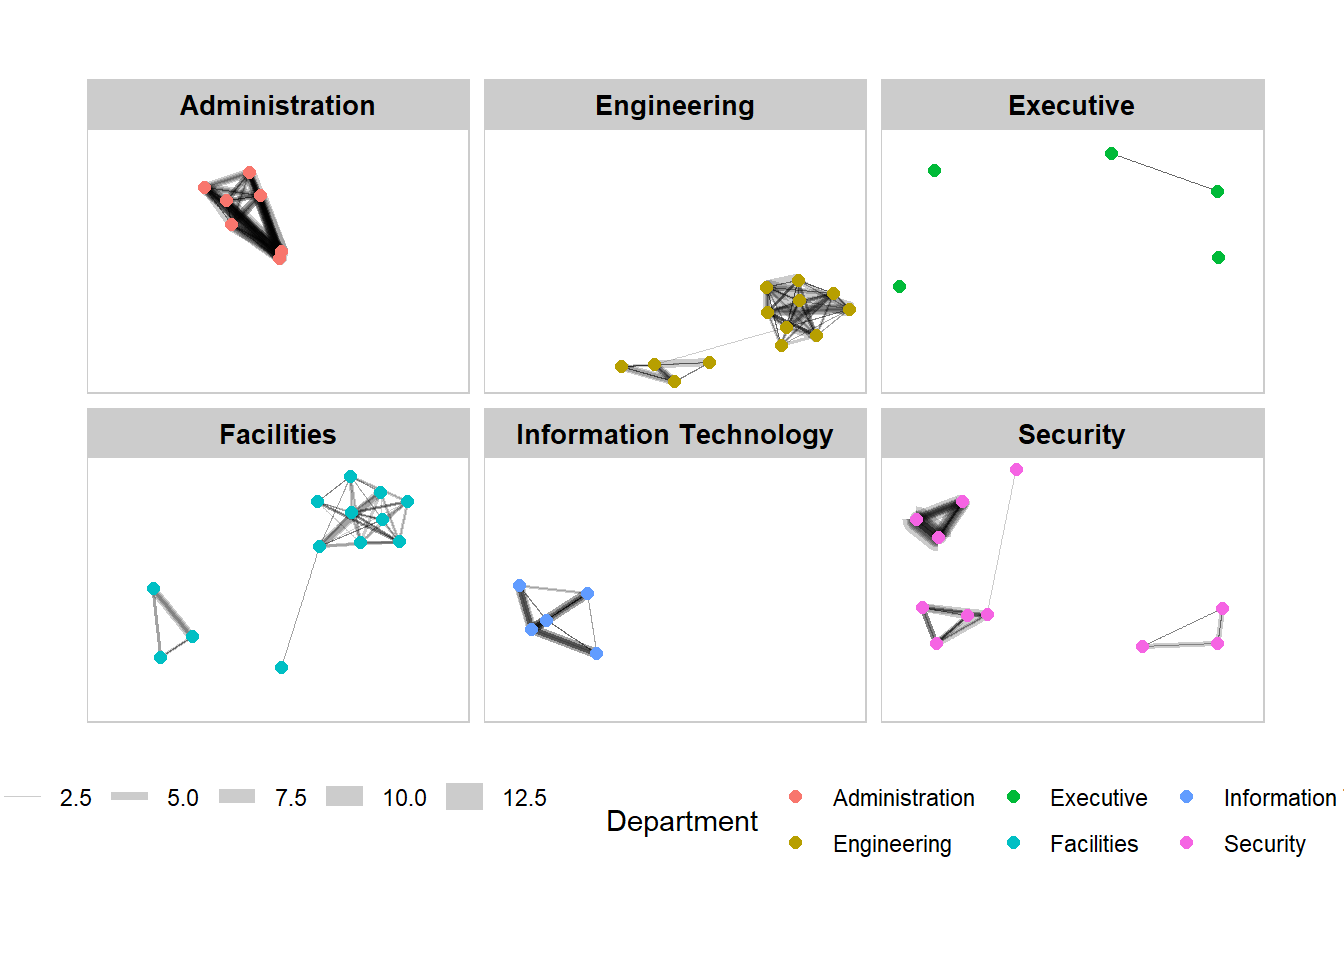 Administration
Engineering
Executive
Facilities
Information Technology
Security
2.5 5.0 7.5 10.0 12.5
Department
Administration Executive Information
Engineering Facilities Security